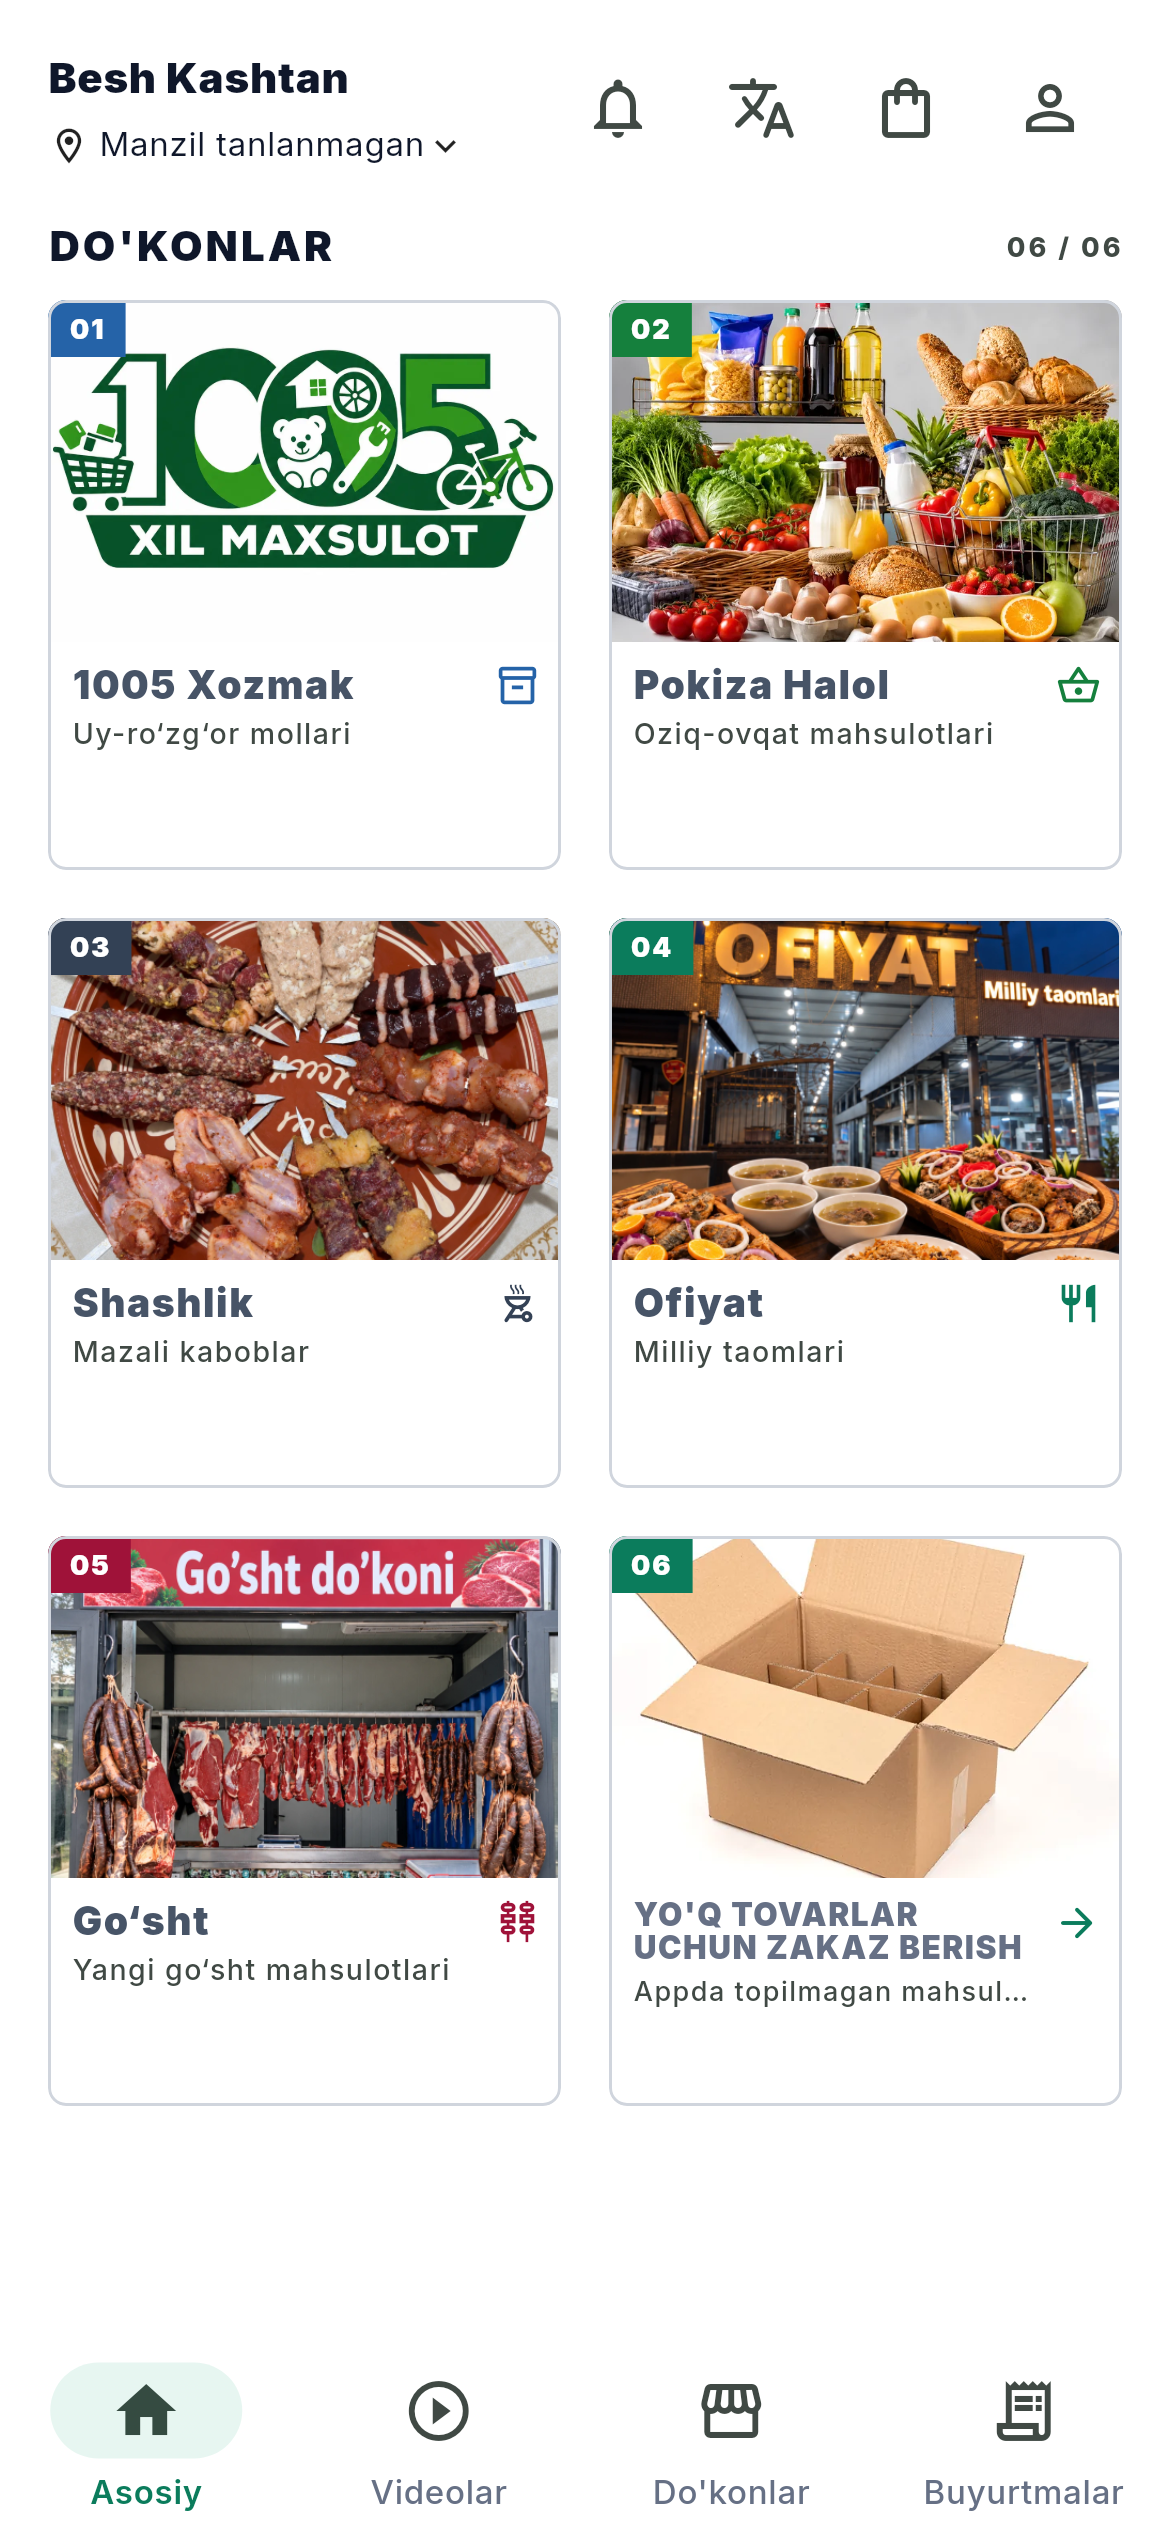 Besh Kashtan
Manzil tanlanmagan
DO'KONLAR
06 / 06
01
1005
XIL MAXSULOT
1005 Xozmak
Uy-ro‘zg‘or mollari
02
Pokiza Halol
Oziq-ovqat mahsulotlari
03
Shashlik
Mazali kaboblar
04
OFIYAT
Milliy taomlari
Ofiyat
Milliy taomlari
05
Go’sht do’koni
Go‘sht
Yangi go‘sht mahsulotlari
06
YO'Q TOVARLAR
UCHUN ZAKAZ BERISH
Appda topilmagan mahsul...
Asosiy
Videolar
Do'konlar
Buyurtmalar